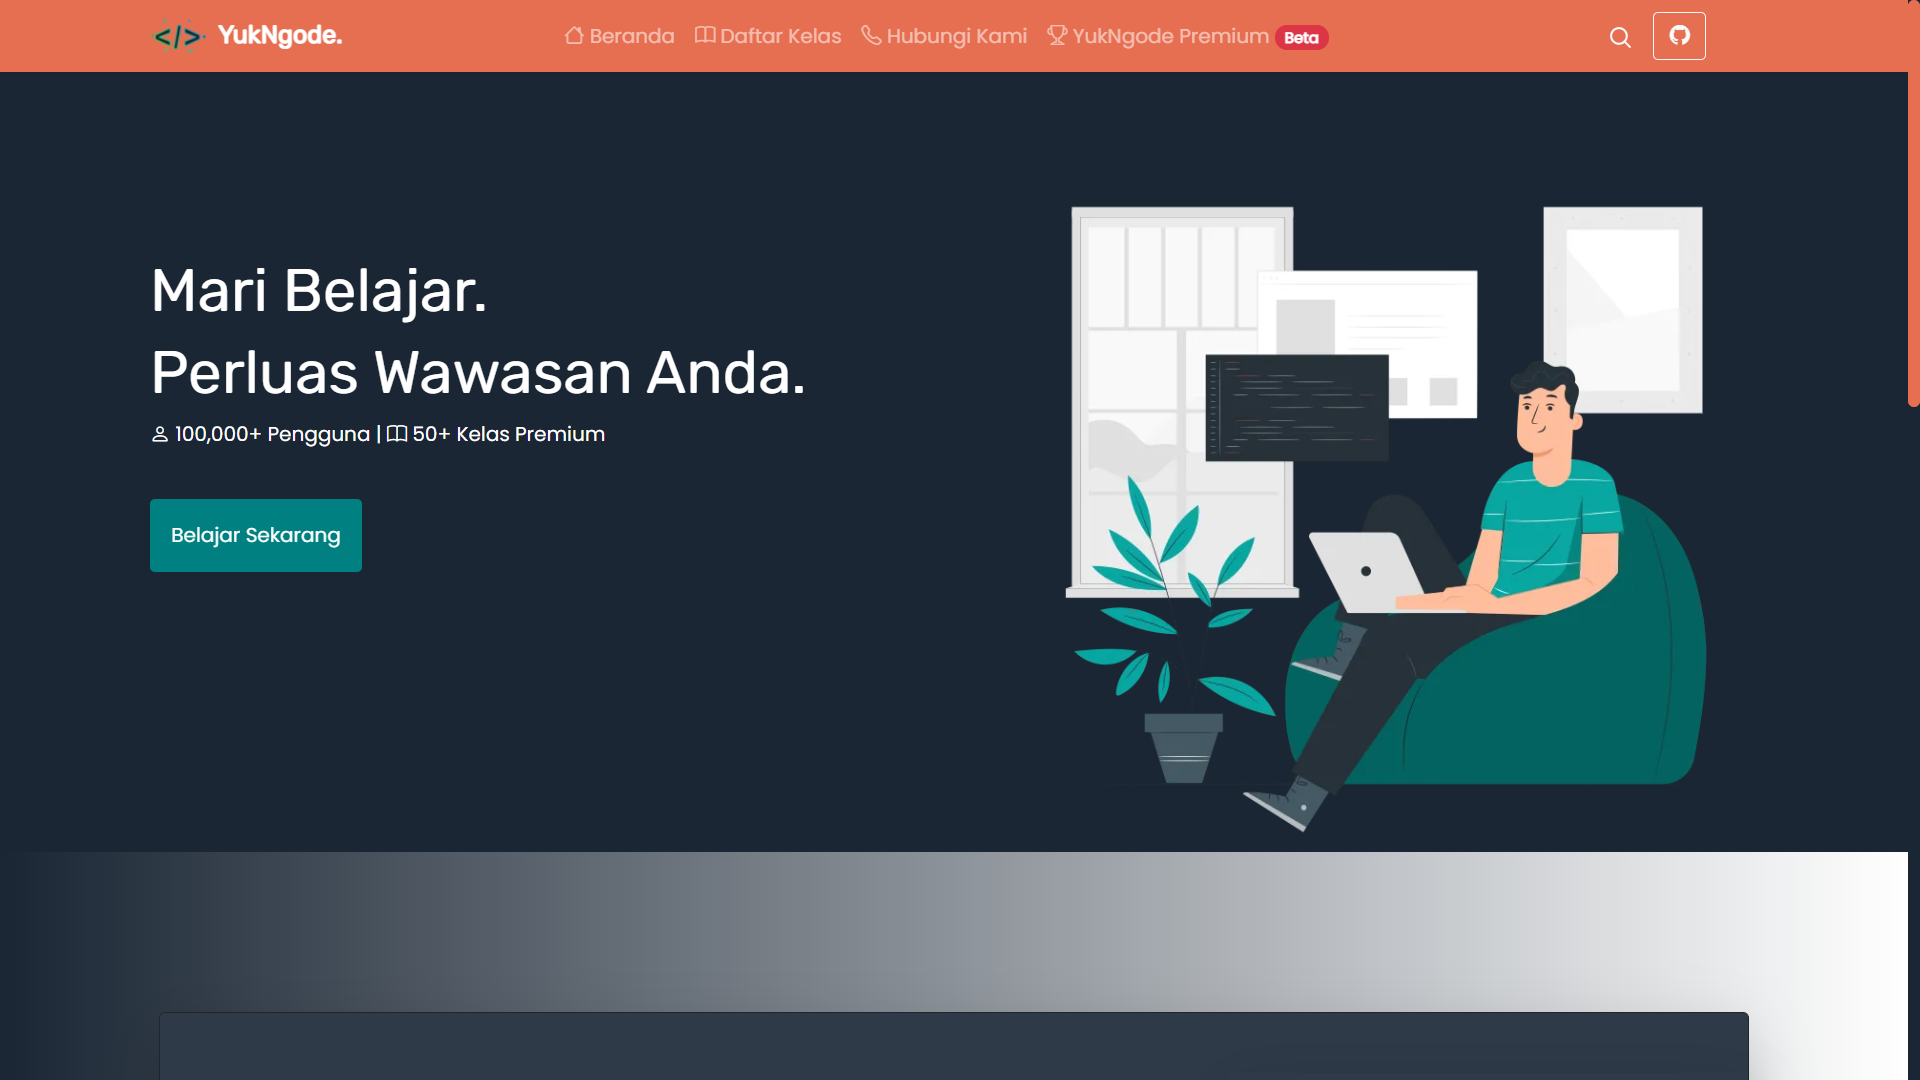 </> YukNgode.
Beranda Daftar Kelas Hubungi Kami YukNgode Premium Beta
Mari Belajar.
Perluas Wawasan Anda.
100,000+ Pengguna | 50+ Kelas Premium
Belajar Sekarang